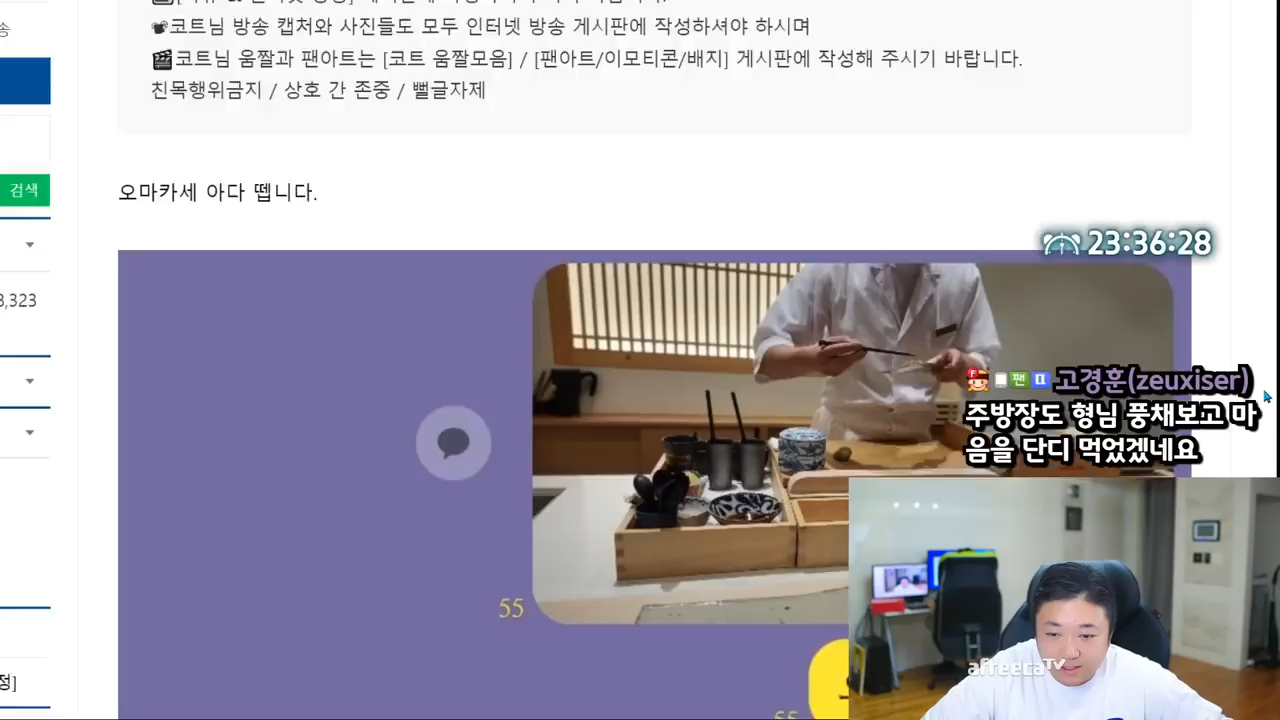 코트님 방송 캡처와 사진들도 모두 인터넷 방송 게시판에 작성하셔야 하시며
코트님 움짤과 팬아트는 [코트 움짤모음] / [팬아트/이모티콘/배지] 게시판에 작성해 주시기 바랍니다.
친목행위금지 / 상호 간 존중 / 뻘글자제
검색
오마카세 아다 뗍니다.
23:36:28
3,323
팬
고경훈(zeuxiser)
주방장도 형님 풍채보고 마
음을 단디 먹었겠네요
55
afreecaTV
정]
55